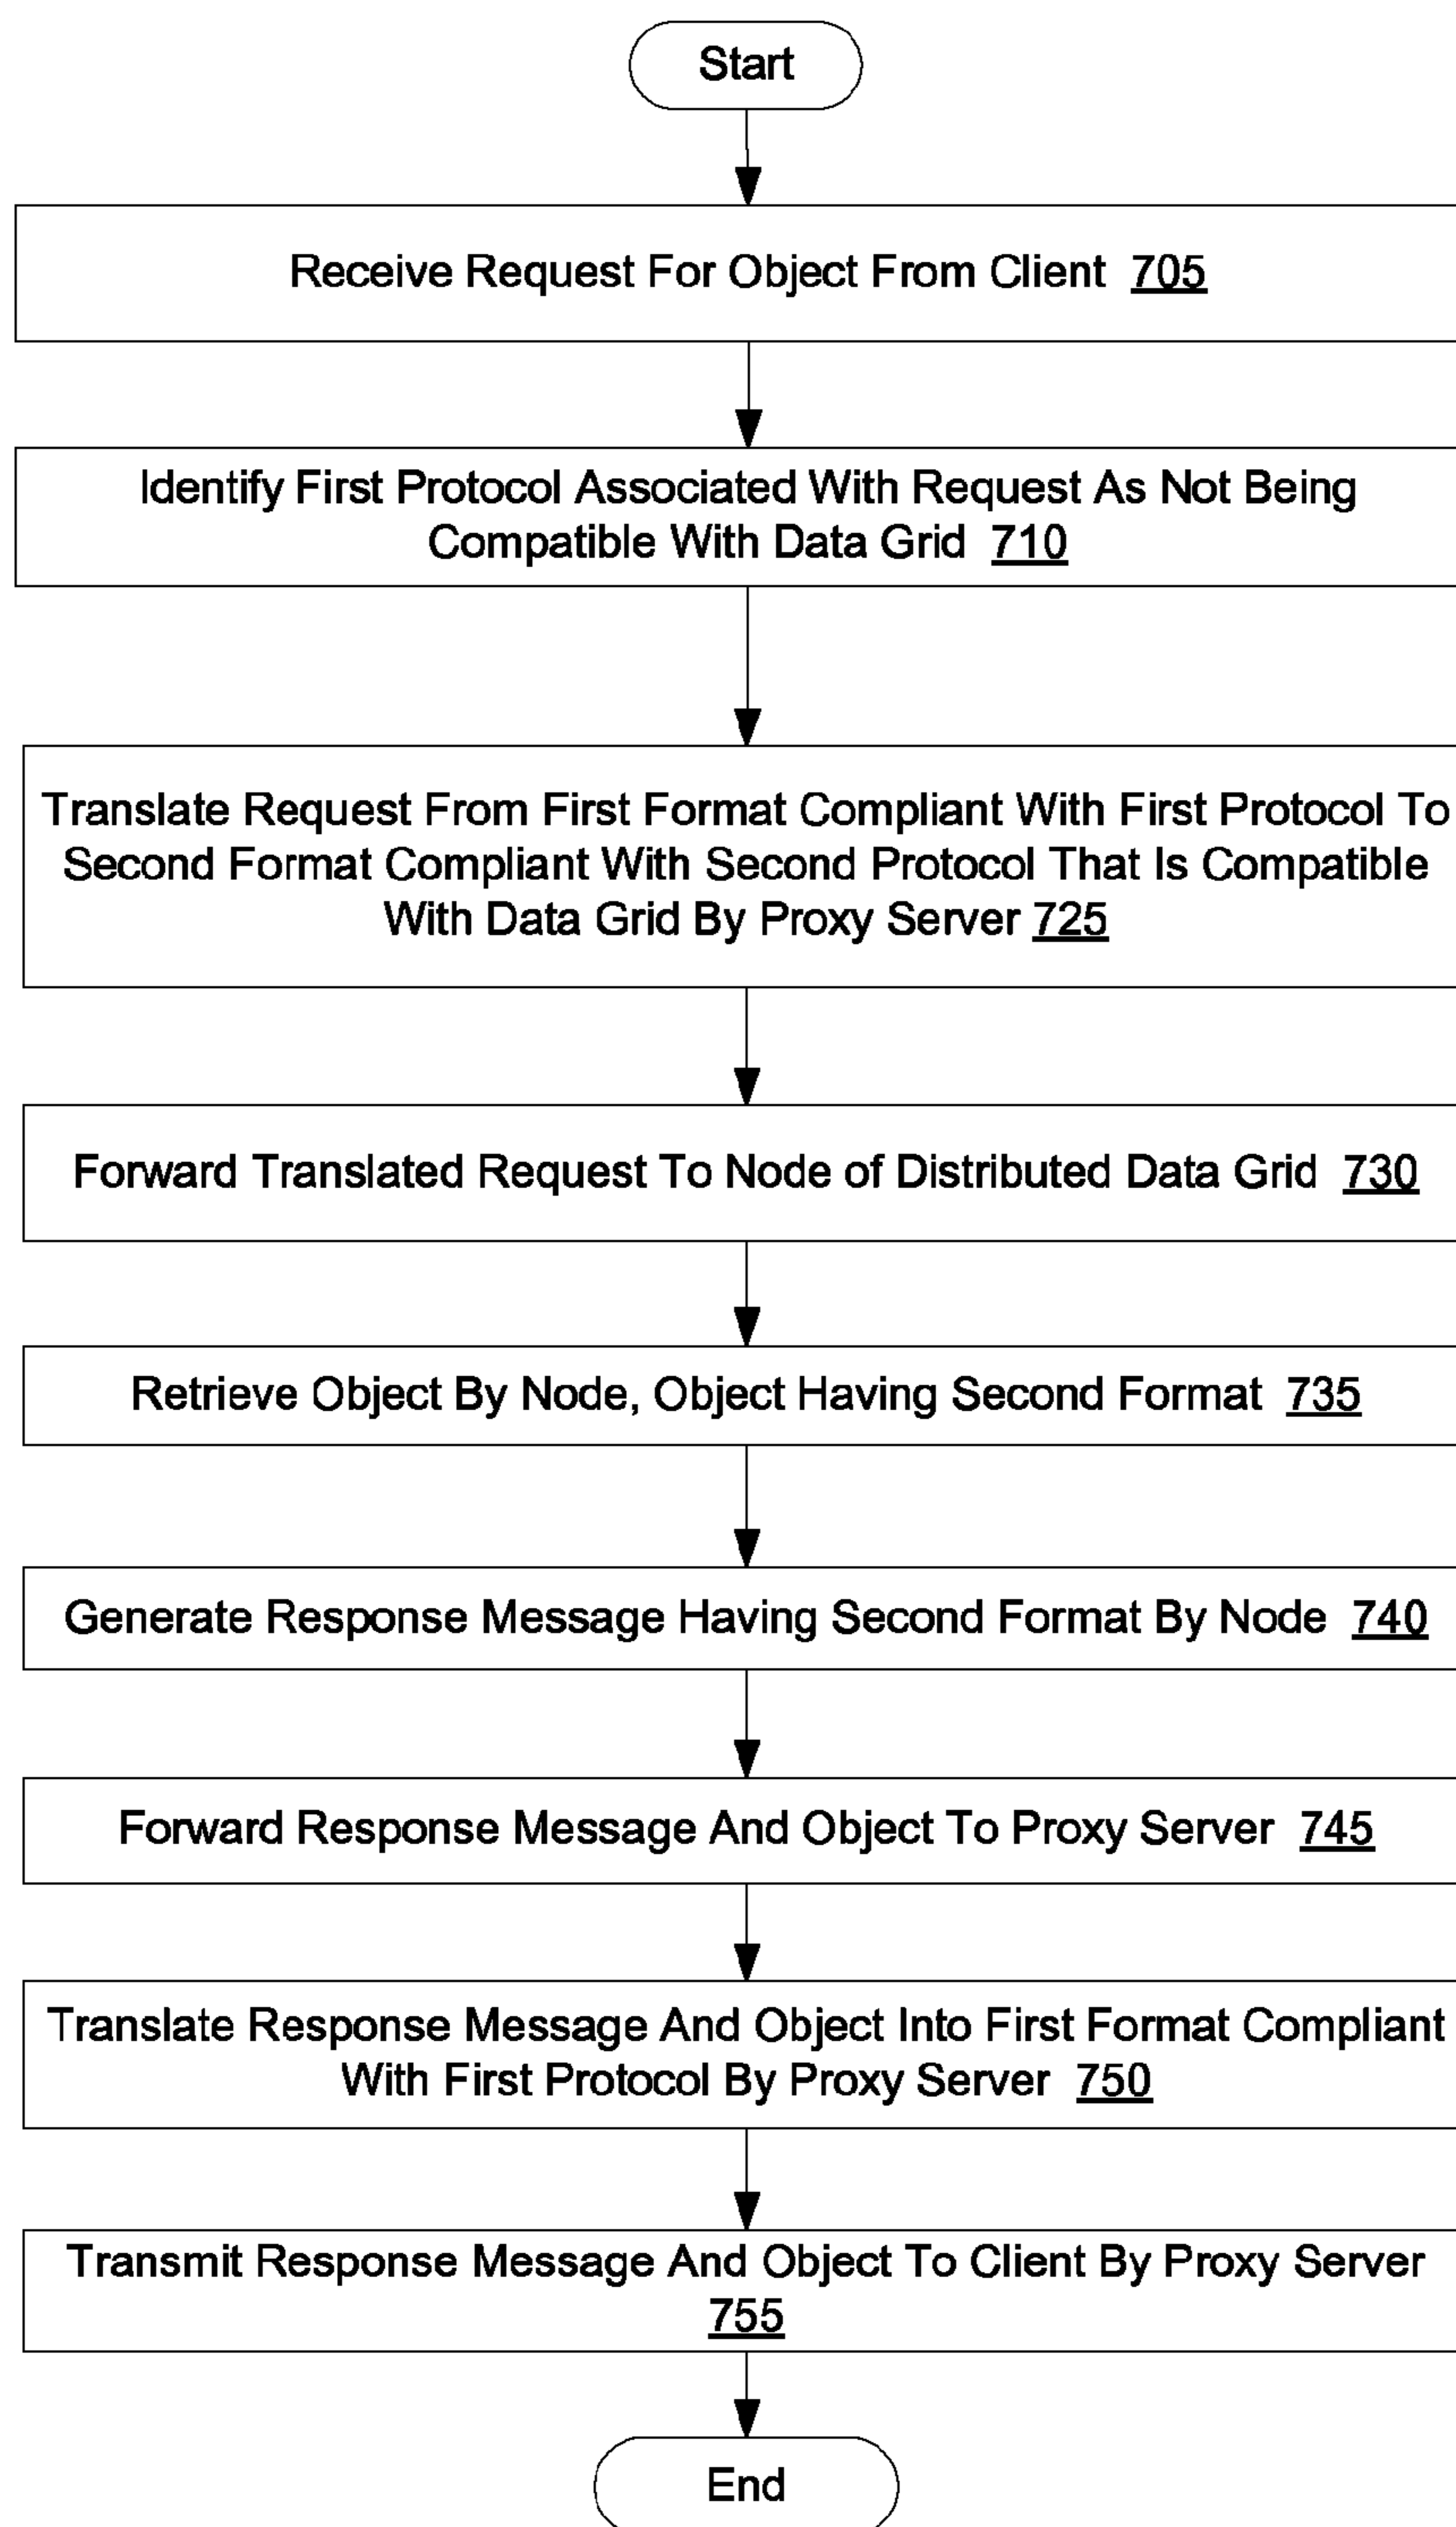 Start
Receive Request For Object From Client 705
Identify First Protocol Associated With Request As Not Being
Compatible With Data Grid 710
Translate Request From First Format Compliant With First Protocol To
Second Format Compliant With Second Protocol That Is Compatible
With Data Grid By Proxy Server 725
Forward Translated Request To Node of Distributed Data Grid 730
Retrieve Object By Node, Object Having Second Format 735
Generate Response Message Having Second Format By Node 740
Forward Response Message And Object To Proxy Server 745
Translate Response Message And Object Into First Format Compliant
With First Protocol By Proxy Server 750
Transmit Response Message And Object To Client By Proxy Server
755
End